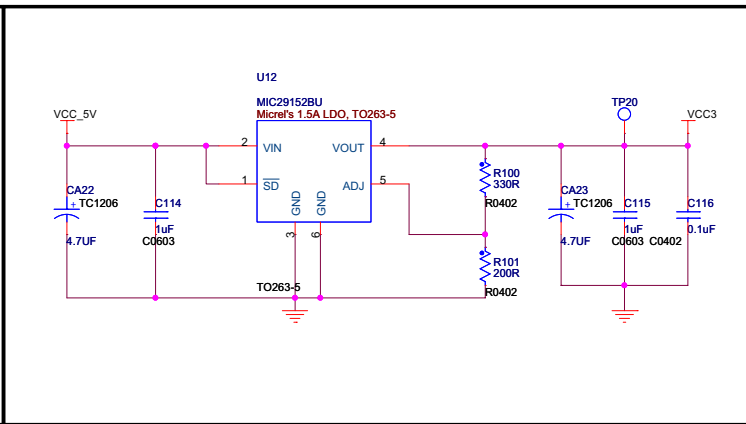 U12
MIC29152BU
Micrel's 1.5A LDO, TO263-5
VCC_5V
TP20
VCC3
2
VIN
VOUT
4
1
SD
ADJ
5
GND
GND
3
6
R100
330R
R0402
CA22
+
TC1206
4.7UF
C114
1uF
C0603
CA23
+
TC1206
4.7UF
C115
1uF
C0603
C116
0.1uF
C0402
R101
200R
R0402
TO263-5